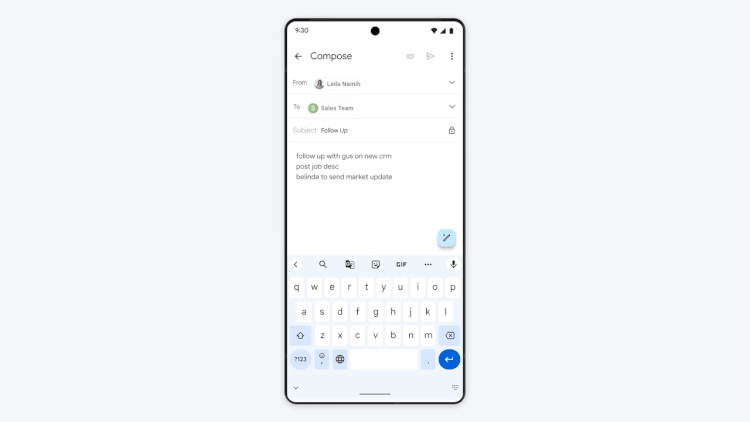 9:30
Compose
From Leila Namih
To S Sales Team
Subject Follow Up
follow up with gus on new crm
post job desc
belinda to send market update
GIF
q w e r t y u i o p
a s d f g h j k l
z x c v b n m
?123 , .